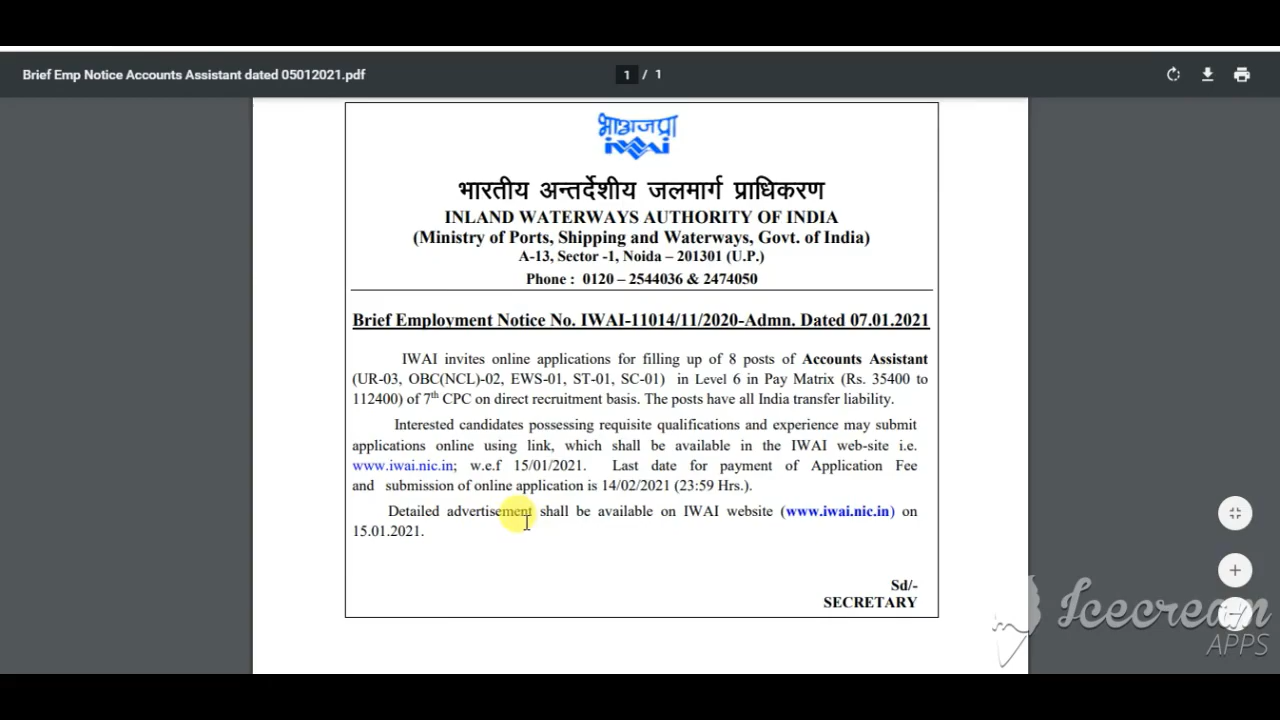 Brief Emp Notice Accounts Assistant dated 05012021.pdf
1 / 1
भाअजप्रा
IWAI
भारतीय अन्तर्देशीय जलमार्ग प्राधिकरण
INLAND WATERWAYS AUTHORITY OF INDIA
(Ministry of Ports, Shipping and Waterways, Govt. of India)
A-13, Sector -1, Noida – 201301 (U.P.)
Phone : 0120 – 2544036 & 2474050
Brief Employment Notice No. IWAI-11014/11/2020-Admn. Dated 07.01.2021
IWAI invites online applications for filling up of 8 posts of Accounts Assistant
(UR-03, OBC(NCL)-02, EWS-01, ST-01, SC-01) in Level 6 in Pay Matrix (Rs. 35400 to
112400) of 7th CPC on direct recruitment basis. The posts have all India transfer liability.
Interested candidates possessing requisite qualifications and experience may submit
applications online using link, which shall be available in the IWAI web-site i.e.
www.iwai.nic.in; w.e.f 15/01/2021. Last date for payment of Application Fee
and submission of online application is 14/02/2021 (23:59 Hrs.).
Detailed advertisement shall be available on IWAI website (www.iwai.nic.in) on
15.01.2021.
Sd/-
SECRETARY
Icecream
APPS